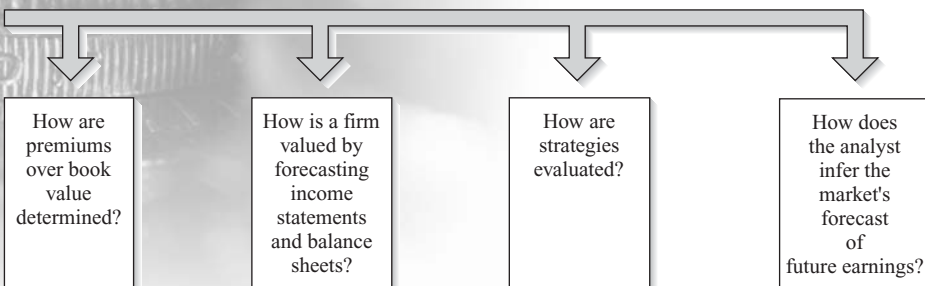 How are
premiums
over book
value
determined?
How is a firm
valued by
forecasting
income
statements
and balance
sheets?
How are
strategies
evaluated?
How does
the analyst
infer the
market's
forecast
of
future earnings?